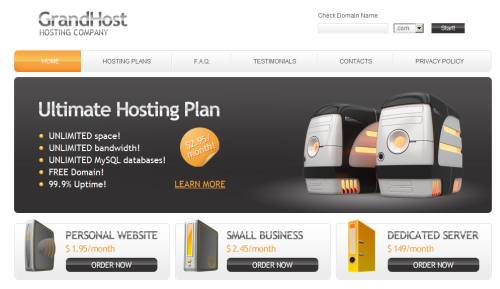 GrandHost
HOSTING COMPANY
Check Domain Name:
.com
Start!
HOME
HOSTING PLANS
F.A.Q.
TESTIMONIALS
CONTACTS
PRIVACY POLICY
Ultimate Hosting Plan
UNLIMITED space!
UNLIMITED bandwidth!
UNLIMITED MySQL databases!
FREE Domain!
99.9% Uptime!
$2.95/
month!
LEARN MORE
PERSONAL WEBSITE
$1.95/month
ORDER NOW
SMALL BUSINESS
$2.45/month
ORDER NOW
DEDICATED SERVER
$149/month
ORDER NOW